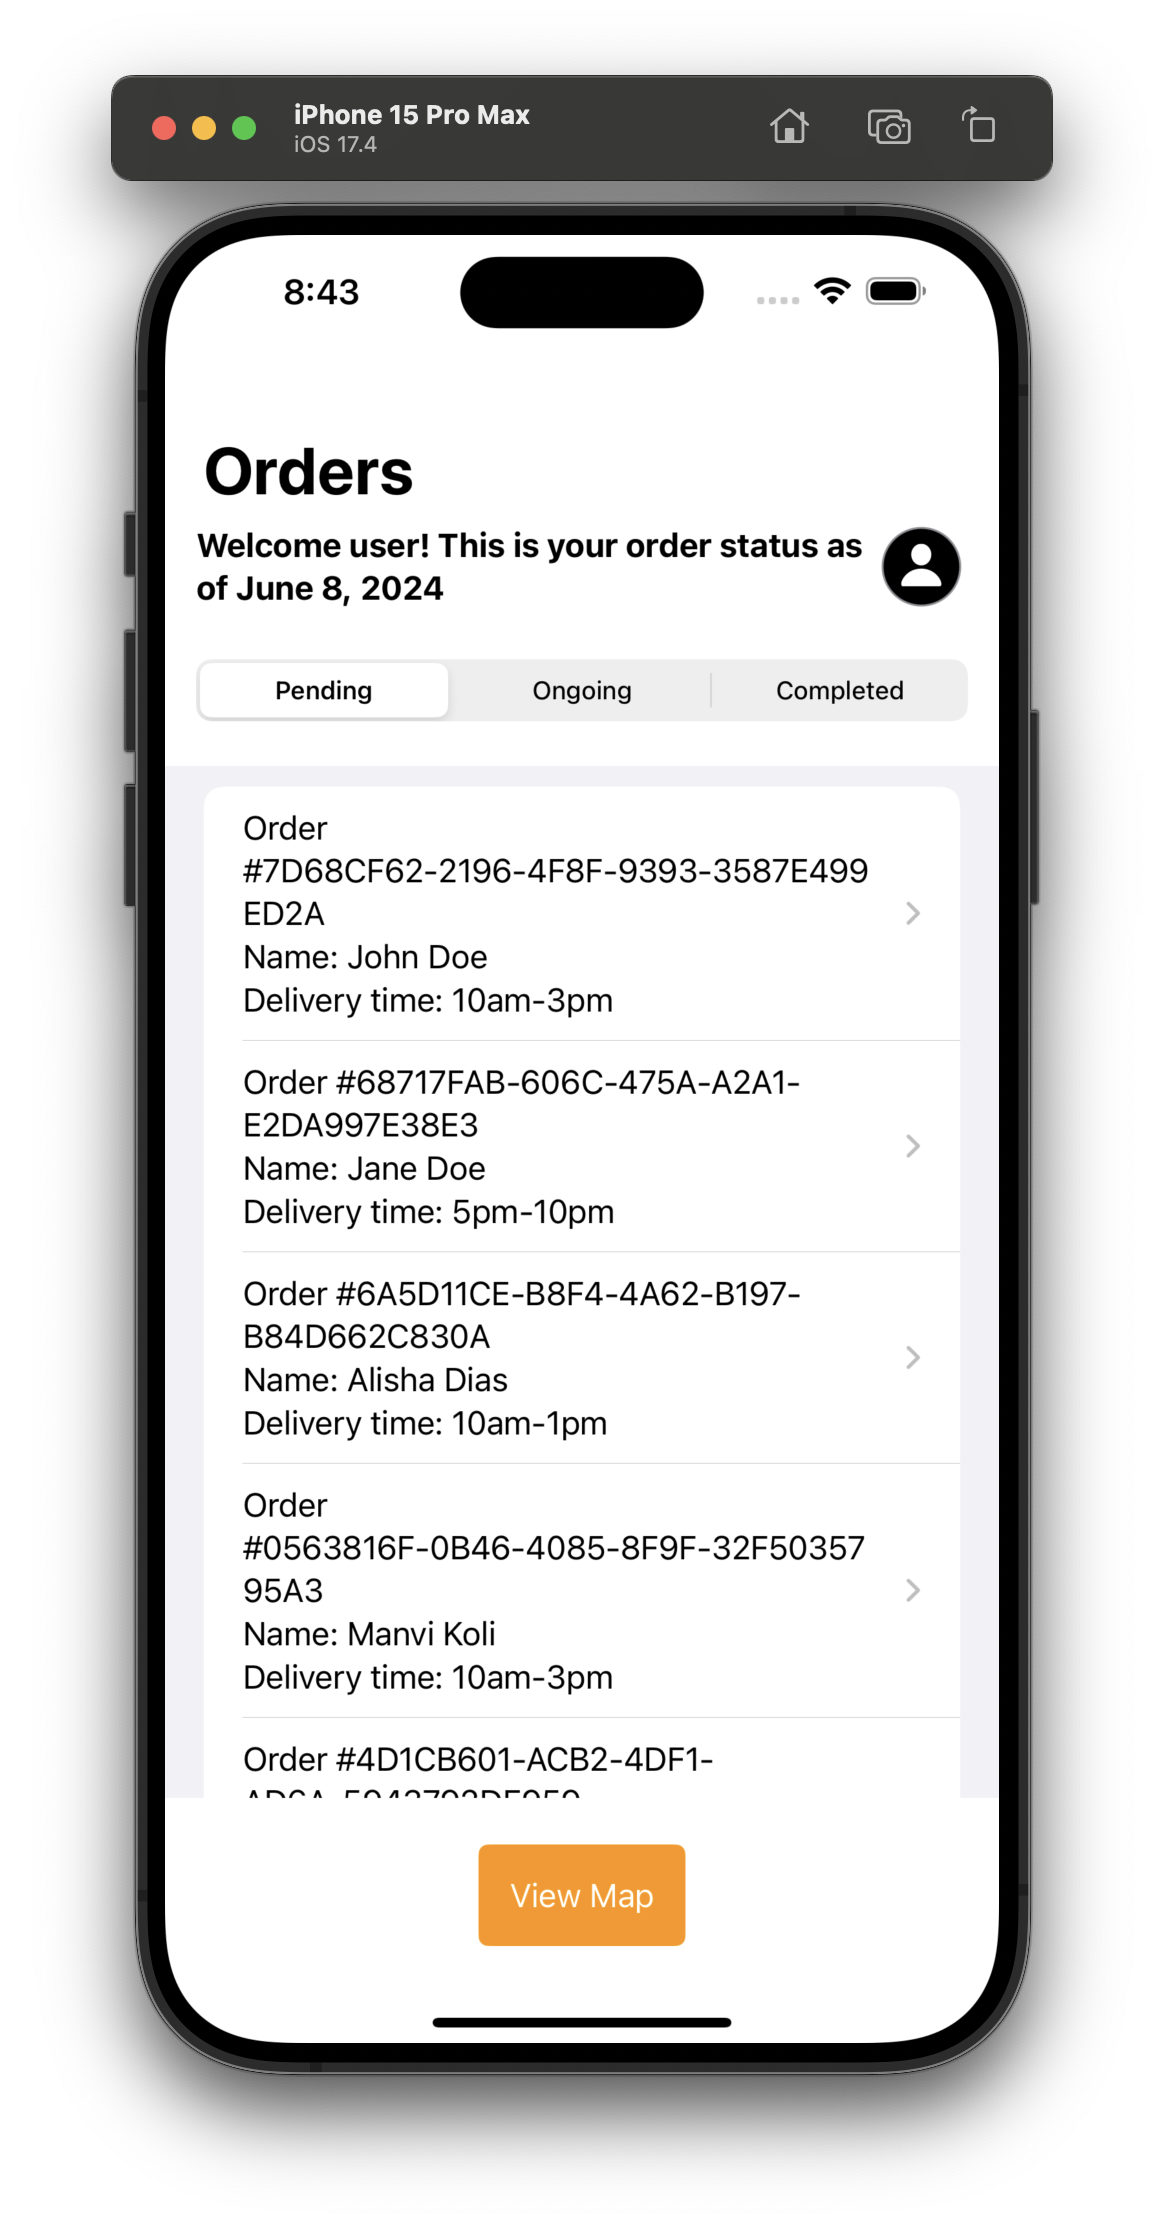 iPhone 15 Pro Max
iOS 17.4
8:43
Orders
Welcome user! This is your order status as
of June 8, 2024
Pending
Ongoing
Completed
Order
#7D68CF62-2196-4F8F-9393-3587E499
ED2A
Name: John Doe
Delivery time: 10am-3pm
Order #68717FAB-606C-475A-A2A1-
E2DA997E38E3
Name: Jane Doe
Delivery time: 5pm-10pm
Order #6A5D11CE-B8F4-4A62-B197-
B84D662C830A
Name: Alisha Dias
Delivery time: 10am-1pm
Order
#0563816F-0B46-4085-8F9F-32F50357
95A3
Name: Manvi Koli
Delivery time: 10am-3pm
Order #4D1CB601-ACB2-4DF1-
View Map